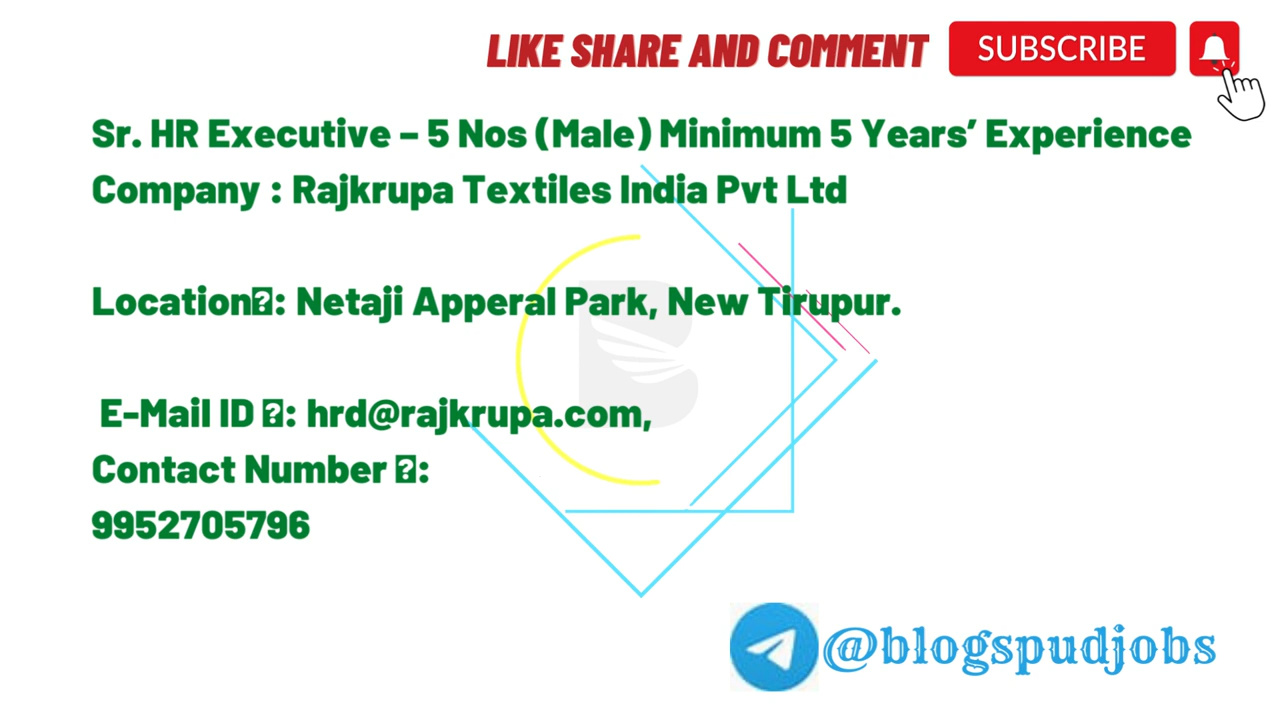 LIKE SHARE AND COMMENT
SUBSCRIBE
Sr. HR Executive – 5 Nos (Male) Minimum 5 Years’ Experience
Company : Rajkrupa Textiles India Pvt Ltd
Location⍰: Netaji Apperal Park, New Tirupur.
E-Mail ID ⍰: hrd@rajkrupa.com,
Contact Number ⍰:
9952705796
@blogspudjobs